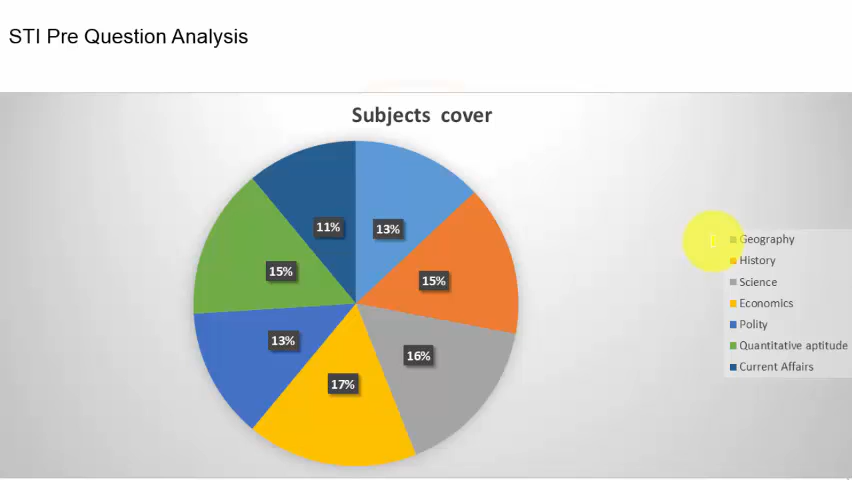 STI Pre Question Analysis
Subjects cover
11%
13%
15%
15%
13%
16%
17%
Geography
History
Science
Economics
Polity
Quantitative aptitude
Current Affairs